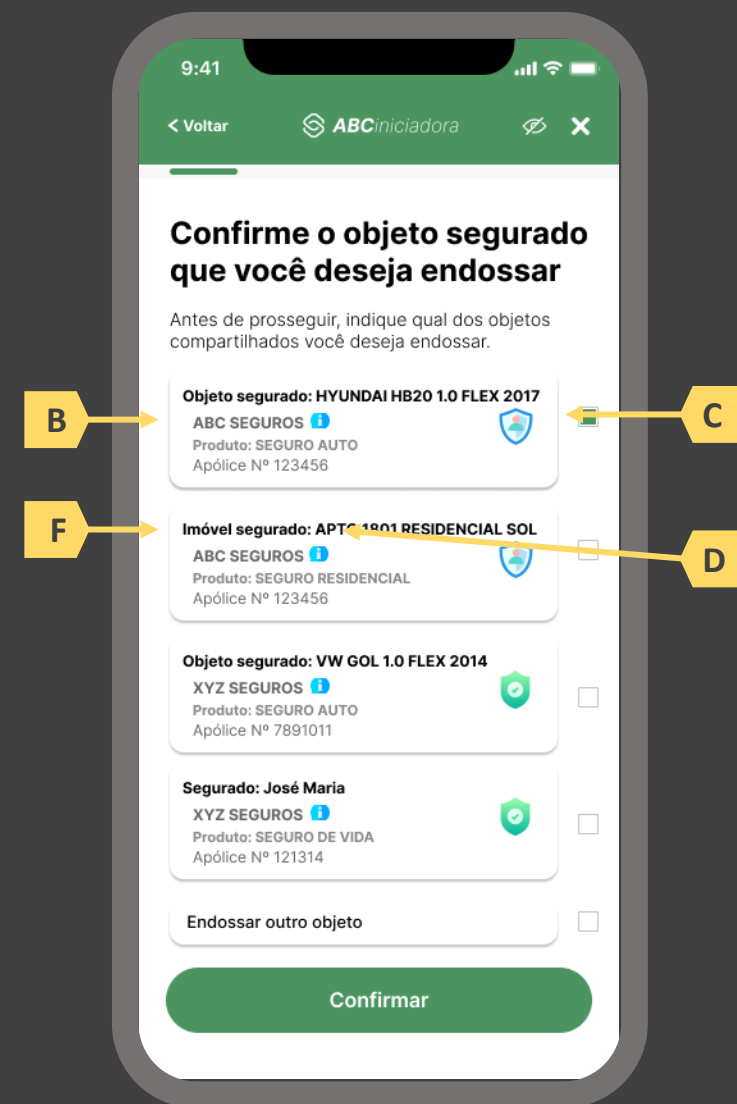 9:41
< Voltar
ABCiniciadora
Confirme o objeto segurado
que você deseja endossar
Antes de prosseguir, indique qual dos objetos
compartilhados você deseja endossar.
B
Objeto segurado: HYUNDAI HB20 1.0 FLEX 2017
ABC SEGUROS i
Produto: SEGURO AUTO
Apólice Nº 123456
C
F
Imóvel segurado: APTO 1801 RESIDENCIAL SOL
ABC SEGUROS i
Produto: SEGURO RESIDENCIAL
Apólice Nº 123456
D
Objeto segurado: VW GOL 1.0 FLEX 2014
XYZ SEGUROS i
Produto: SEGURO AUTO
Apólice Nº 7891011
Segurado: José Maria
XYZ SEGUROS i
Produto: SEGURO DE VIDA
Apólice Nº 121314
Endossar outro objeto
Confirmar